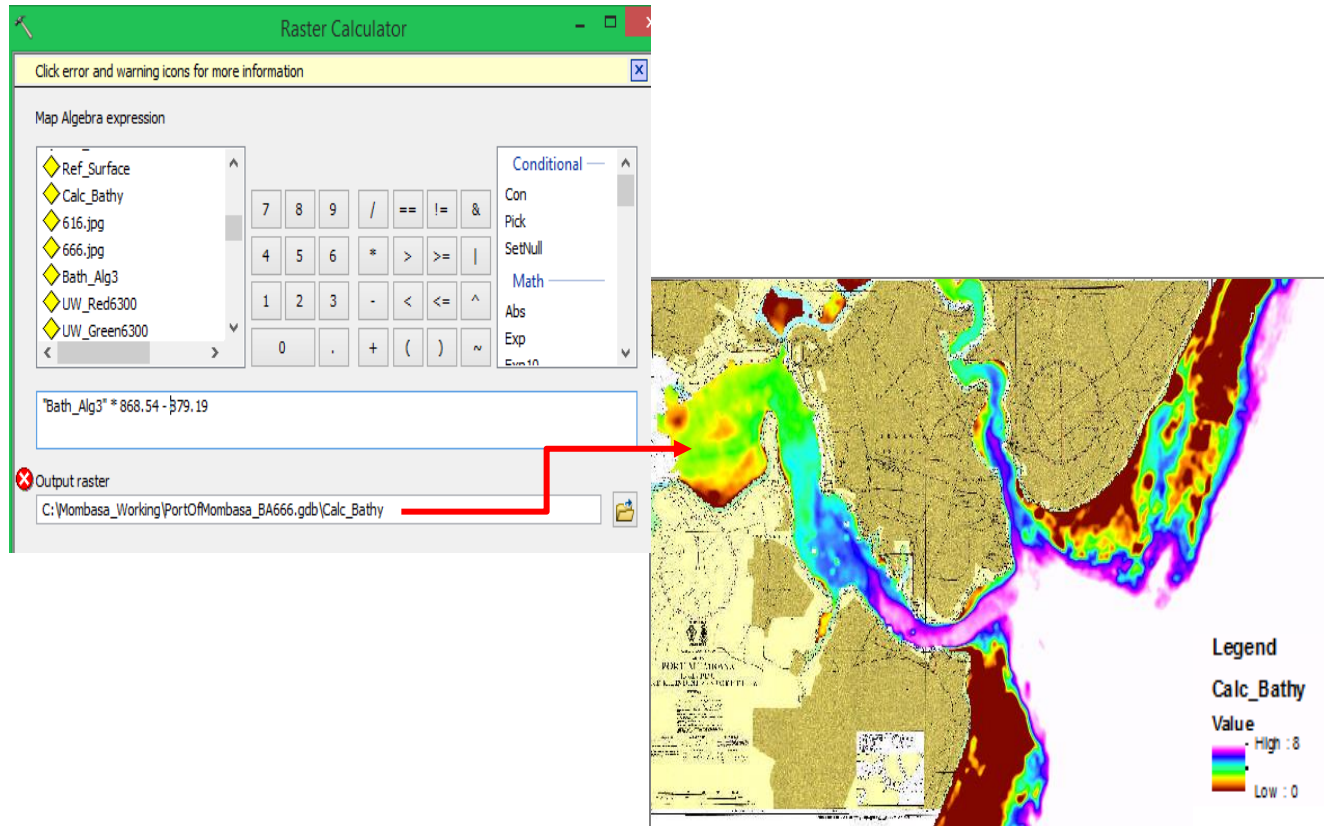 Raster Calculator
Click error and warning icons for more information
Map Algebra expression
Ref_Surface
Calc_Bathy
616.jpg
666.jpg
Bath_Alg3
UW_Red6300
UW_Green6300
7 8 9 / == != &
4 5 6 * > >= |
1 2 3 - < <= ^
0 . + ( ) ~
Conditional
Con
Pick
SetNull
Math
Abs
Exp
Exp10
"Bath_Alg3" * 868.54 -
Output raster
C:\Mombasa_Working\PortOfMombasa_BA666.gdb\Calc_Bathy
Legend
Calc_Bathy
Value
High : 8
Low : 0